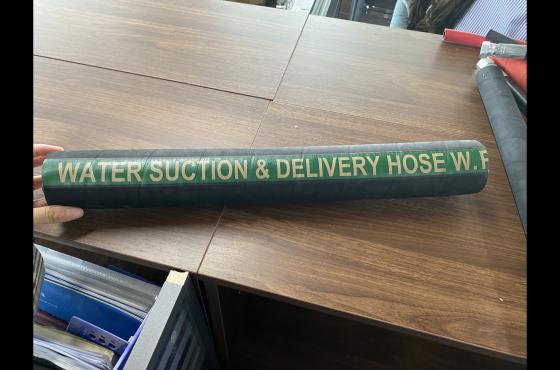 WATER SUCTION & DELIVERY HOSE W.P